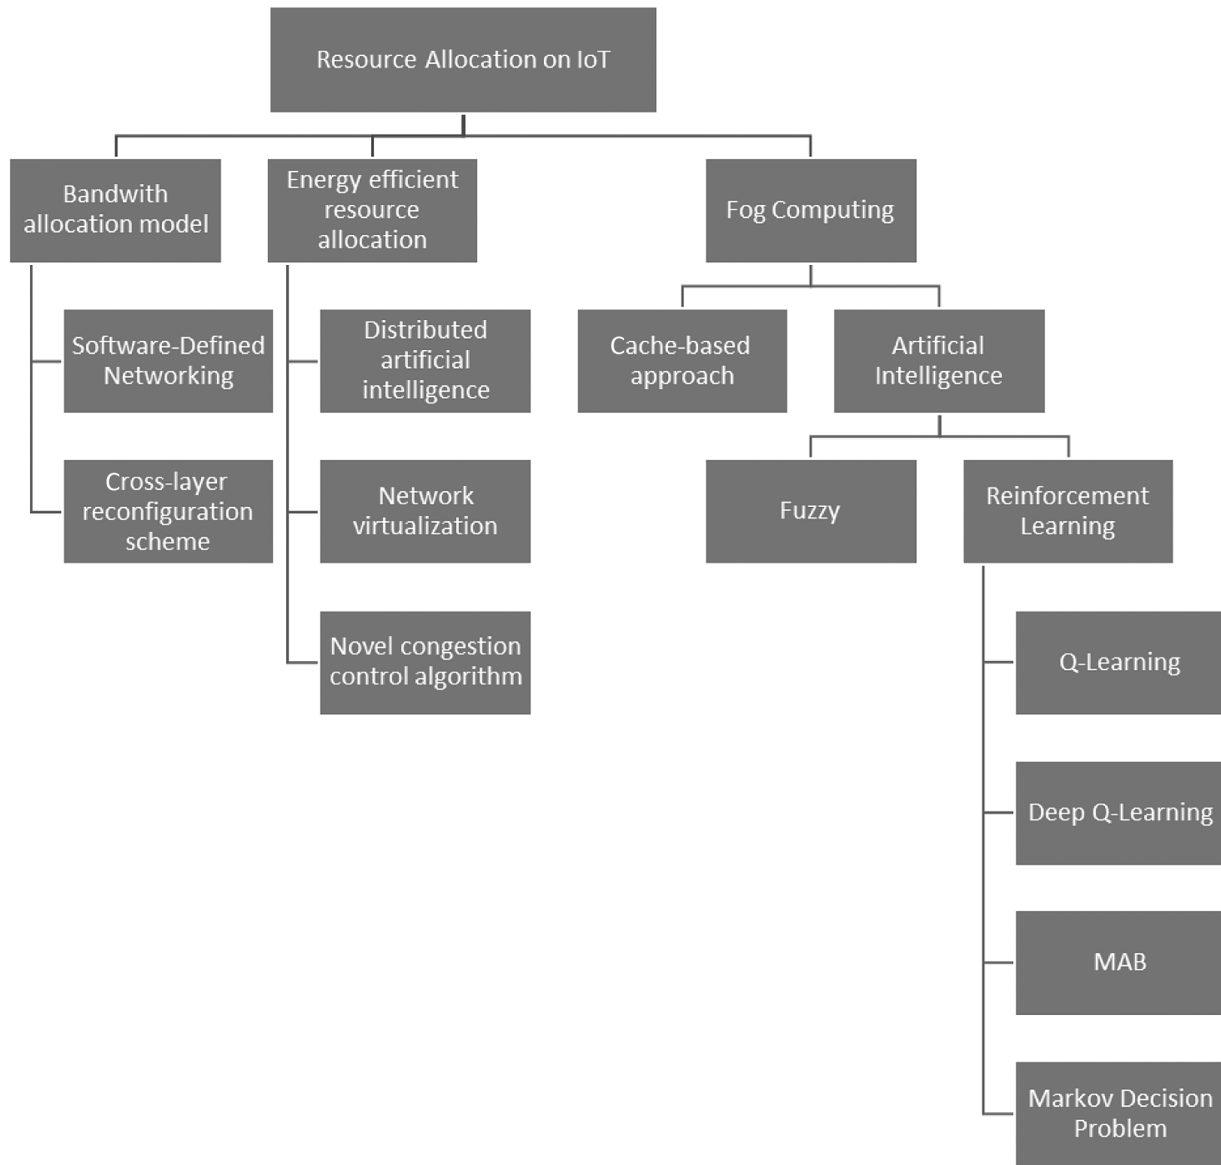 Resource Allocation on IoT
Bandwith
allocation model
Energy efficient
resource
allocation
Fog Computing
Software-Defined
Networking
Distributed
artificial
intelligence
Cache-based
approach
Artificial
Intelligence
Cross-layer
reconfiguration
scheme
Network
virtualization
Fuzzy
Reinforcement
Learning
Novel congestion
control algorithm
Q-Learning
Deep Q-Learning
MAB
Markov Decision
Problem